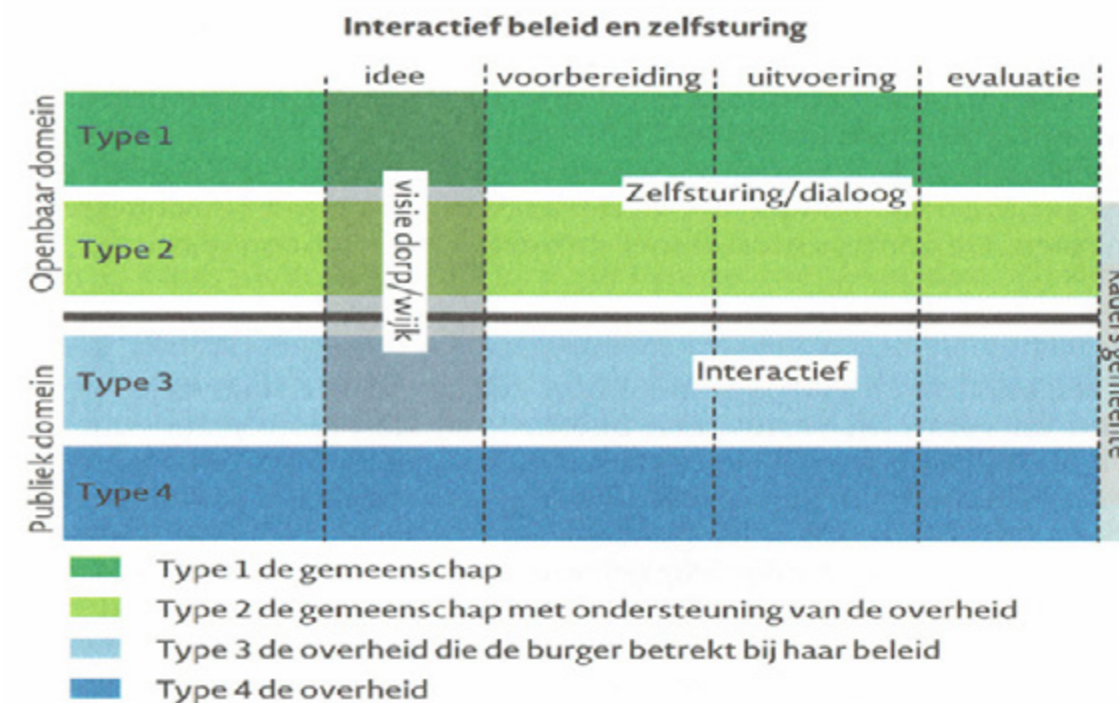 Interactief beleid en zelfsturing
idee
voorbereiding
uitvoering
evaluatie
Openbaar domein
Type 1
Zelfsturing/dialoog
visie dorp/wijk
Type 2
Publiek domein
Type 3
Interactief
gemeente
Type 4
Type 1 de gemeenschap
Type 2 de gemeenschap met ondersteuning van de overheid
Type 3 de overheid die de burger betrekt bij haar beleid
Type 4 de overheid